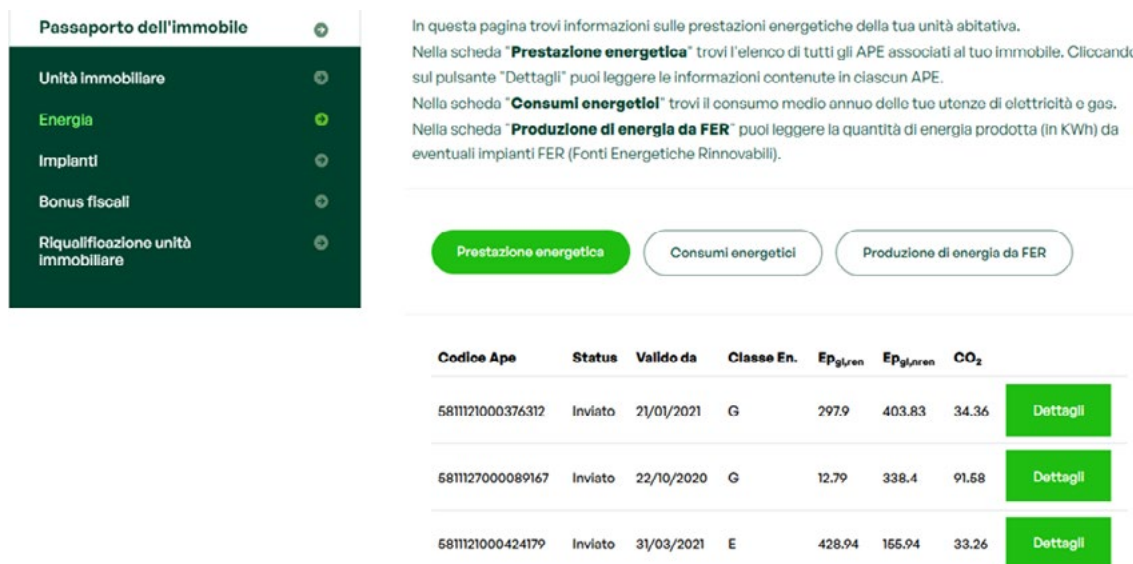 Passaporto dell'immobile
Unità immobiliare
Energia
Impianti
Bonus fiscali
Riqualificazione unità
immobiliare
In questa pagina trovi informazioni sulle prestazioni energetiche della tua unità abitativa.
Nella scheda "Prestazione energetica" trovi l'elenco di tutti gli APE associati al tuo immobile. Cliccando
sul pulsante "Dettagli" puoi leggere le informazioni contenute in ciascun APE.
Nella scheda "Consumi energetici" trovi il consumo medio annuo delle tue utenze di elettricità e gas.
Nella scheda "Produzione di energia da FER" puoi leggere la quantità di energia prodotta (in KWh) da
eventuali impianti FER (Fonti Energetiche Rinnovabili).
Prestazione energetica Consumi energetici Produzione di energia da FER
Codice Ape Status Valido da Classe En. Ep gl,ren Ep gl,nren CO₂
5811121000376312 Inviato 21/01/2021 G 297.9 403.83 34.36 Dettagli
5811127000089167 Inviato 22/10/2020 G 12.79 338.4 91.58 Dettagli
5811121000424179 Inviato 31/03/2021 E 428.94 155.94 33.26 Dettagli